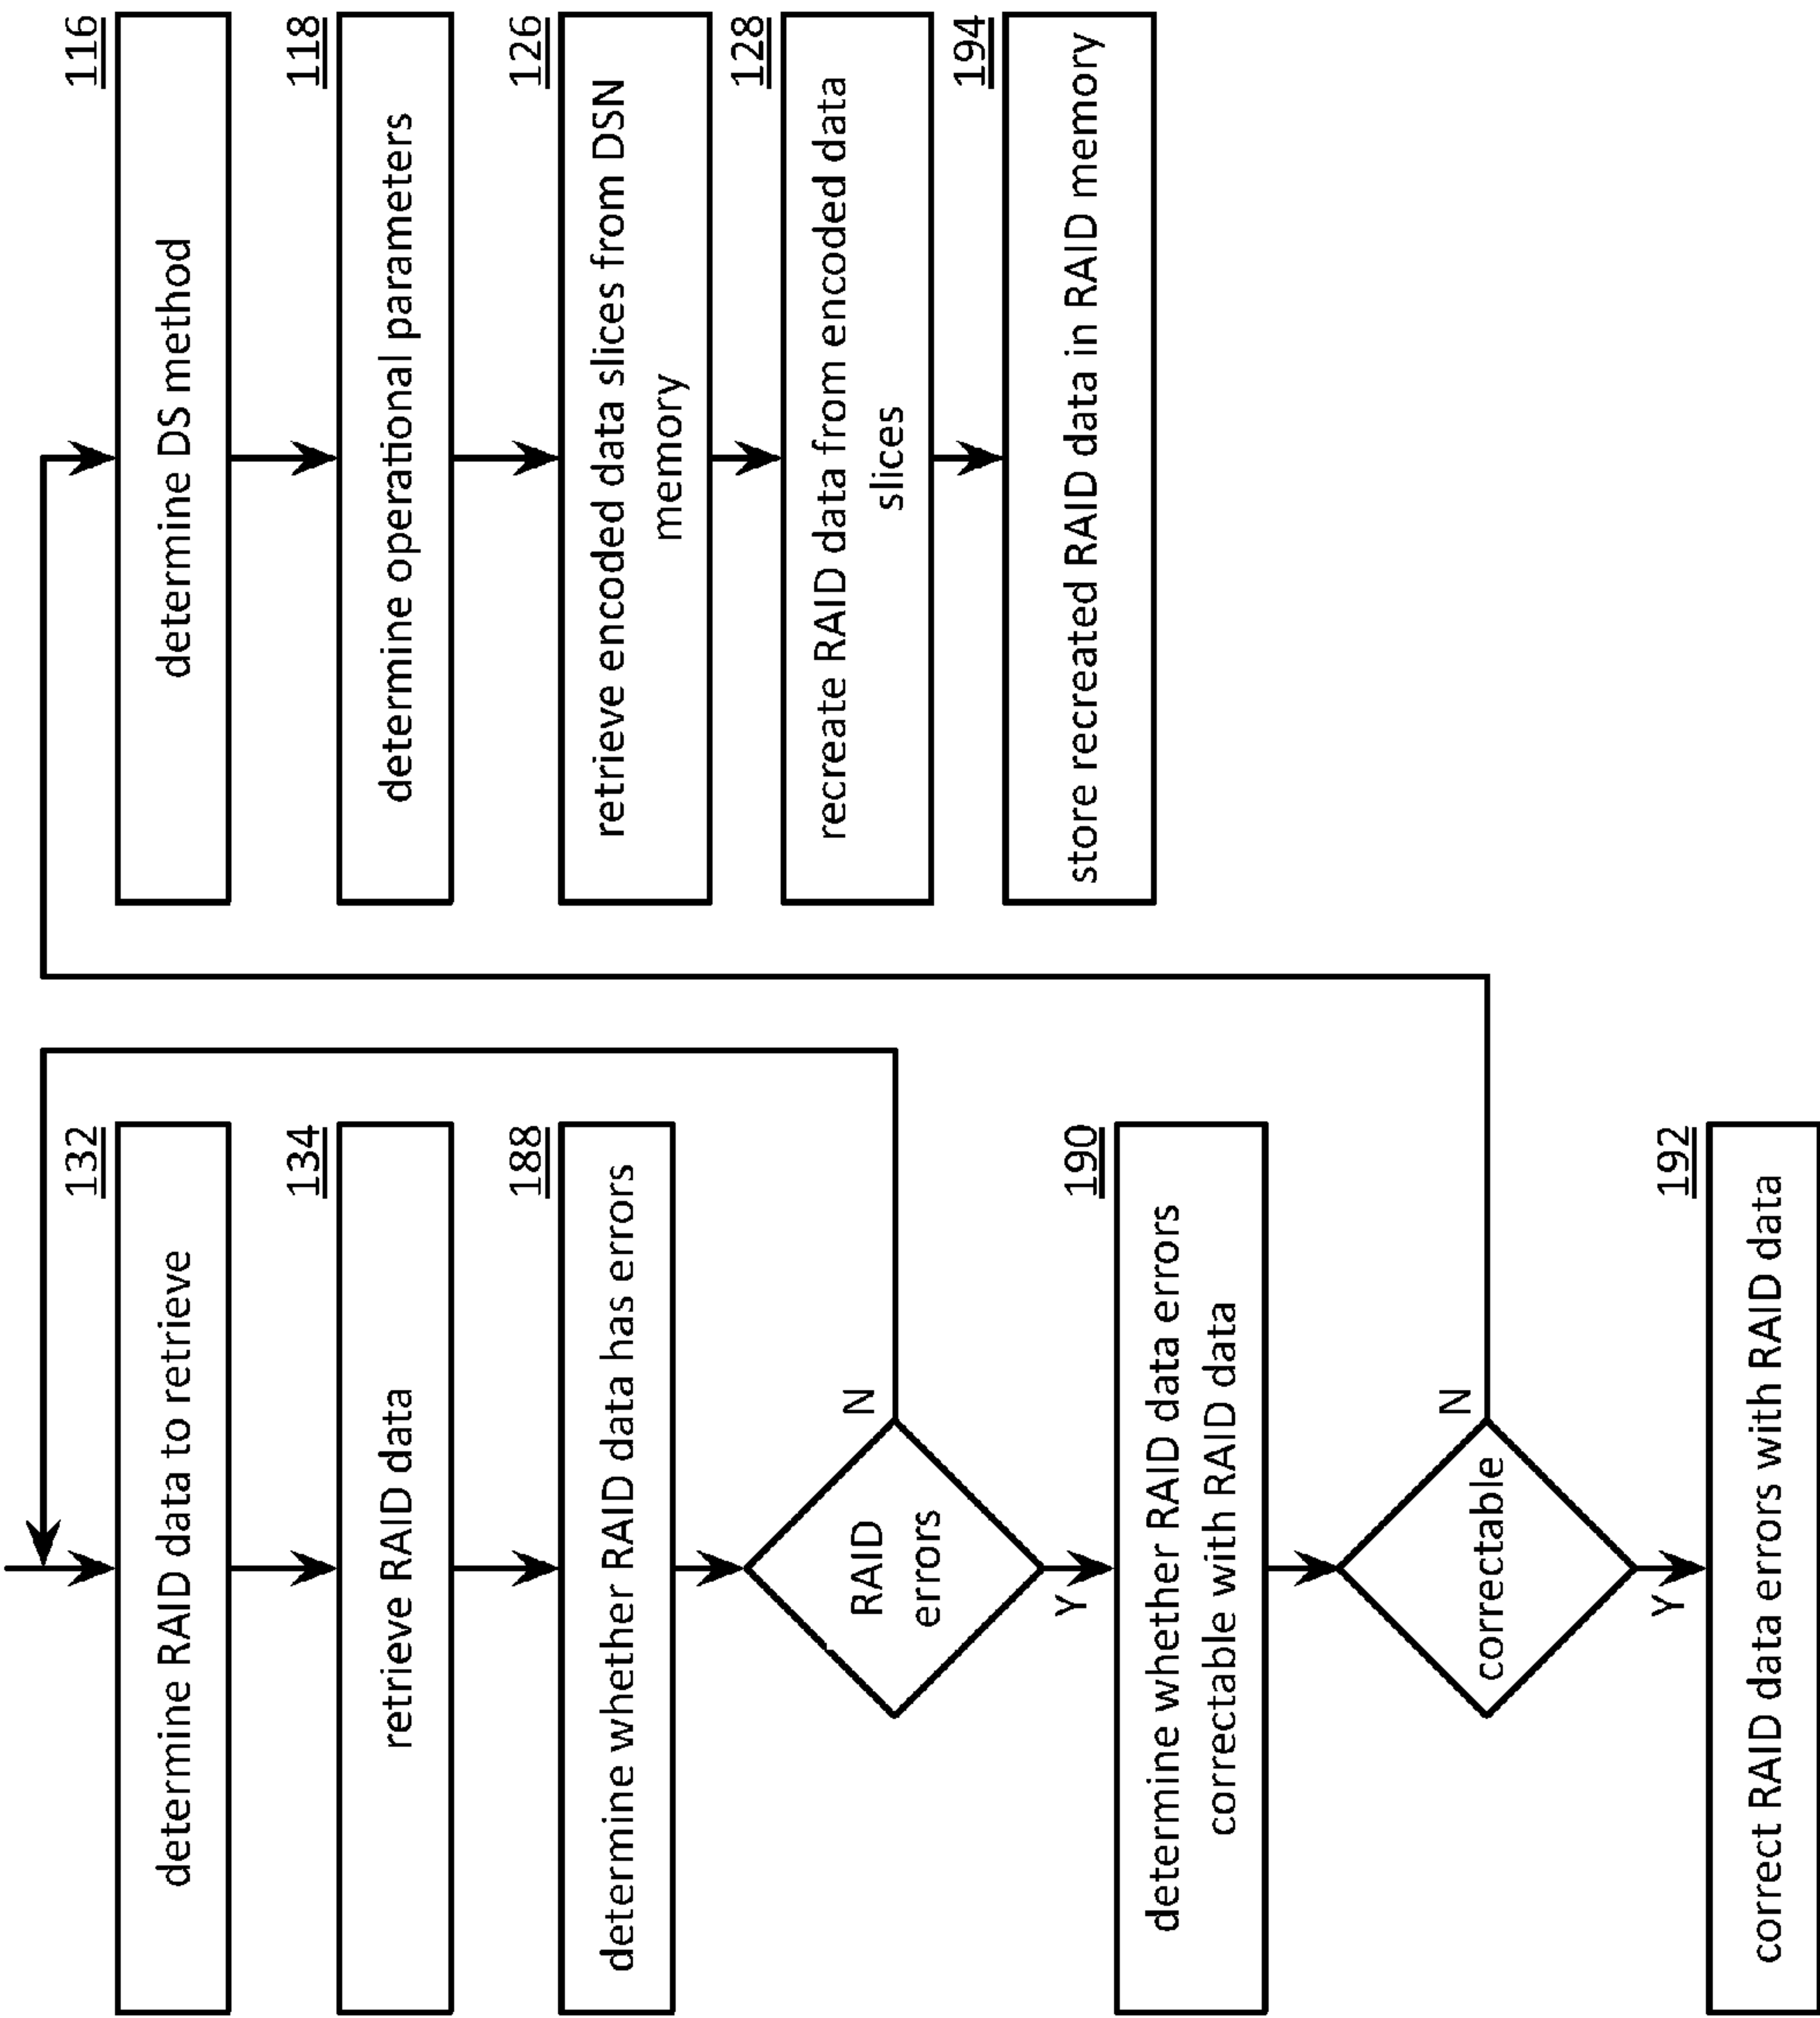 132
determine RAID data to retrieve
134
retrieve RAID data
188
determine whether RAID data has errors
RAID
errors
N
Y
190
determine whether RAID data errors
correctable with RAID data
correctable
N
Y
192
correct RAID data errors with RAID data
116
determine DS method
118
determine operational parameters
126
retrieve encoded data slices from DSN
memory
128
recreate RAID data from encoded data
slices
194
store recreated RAID data in RAID memory